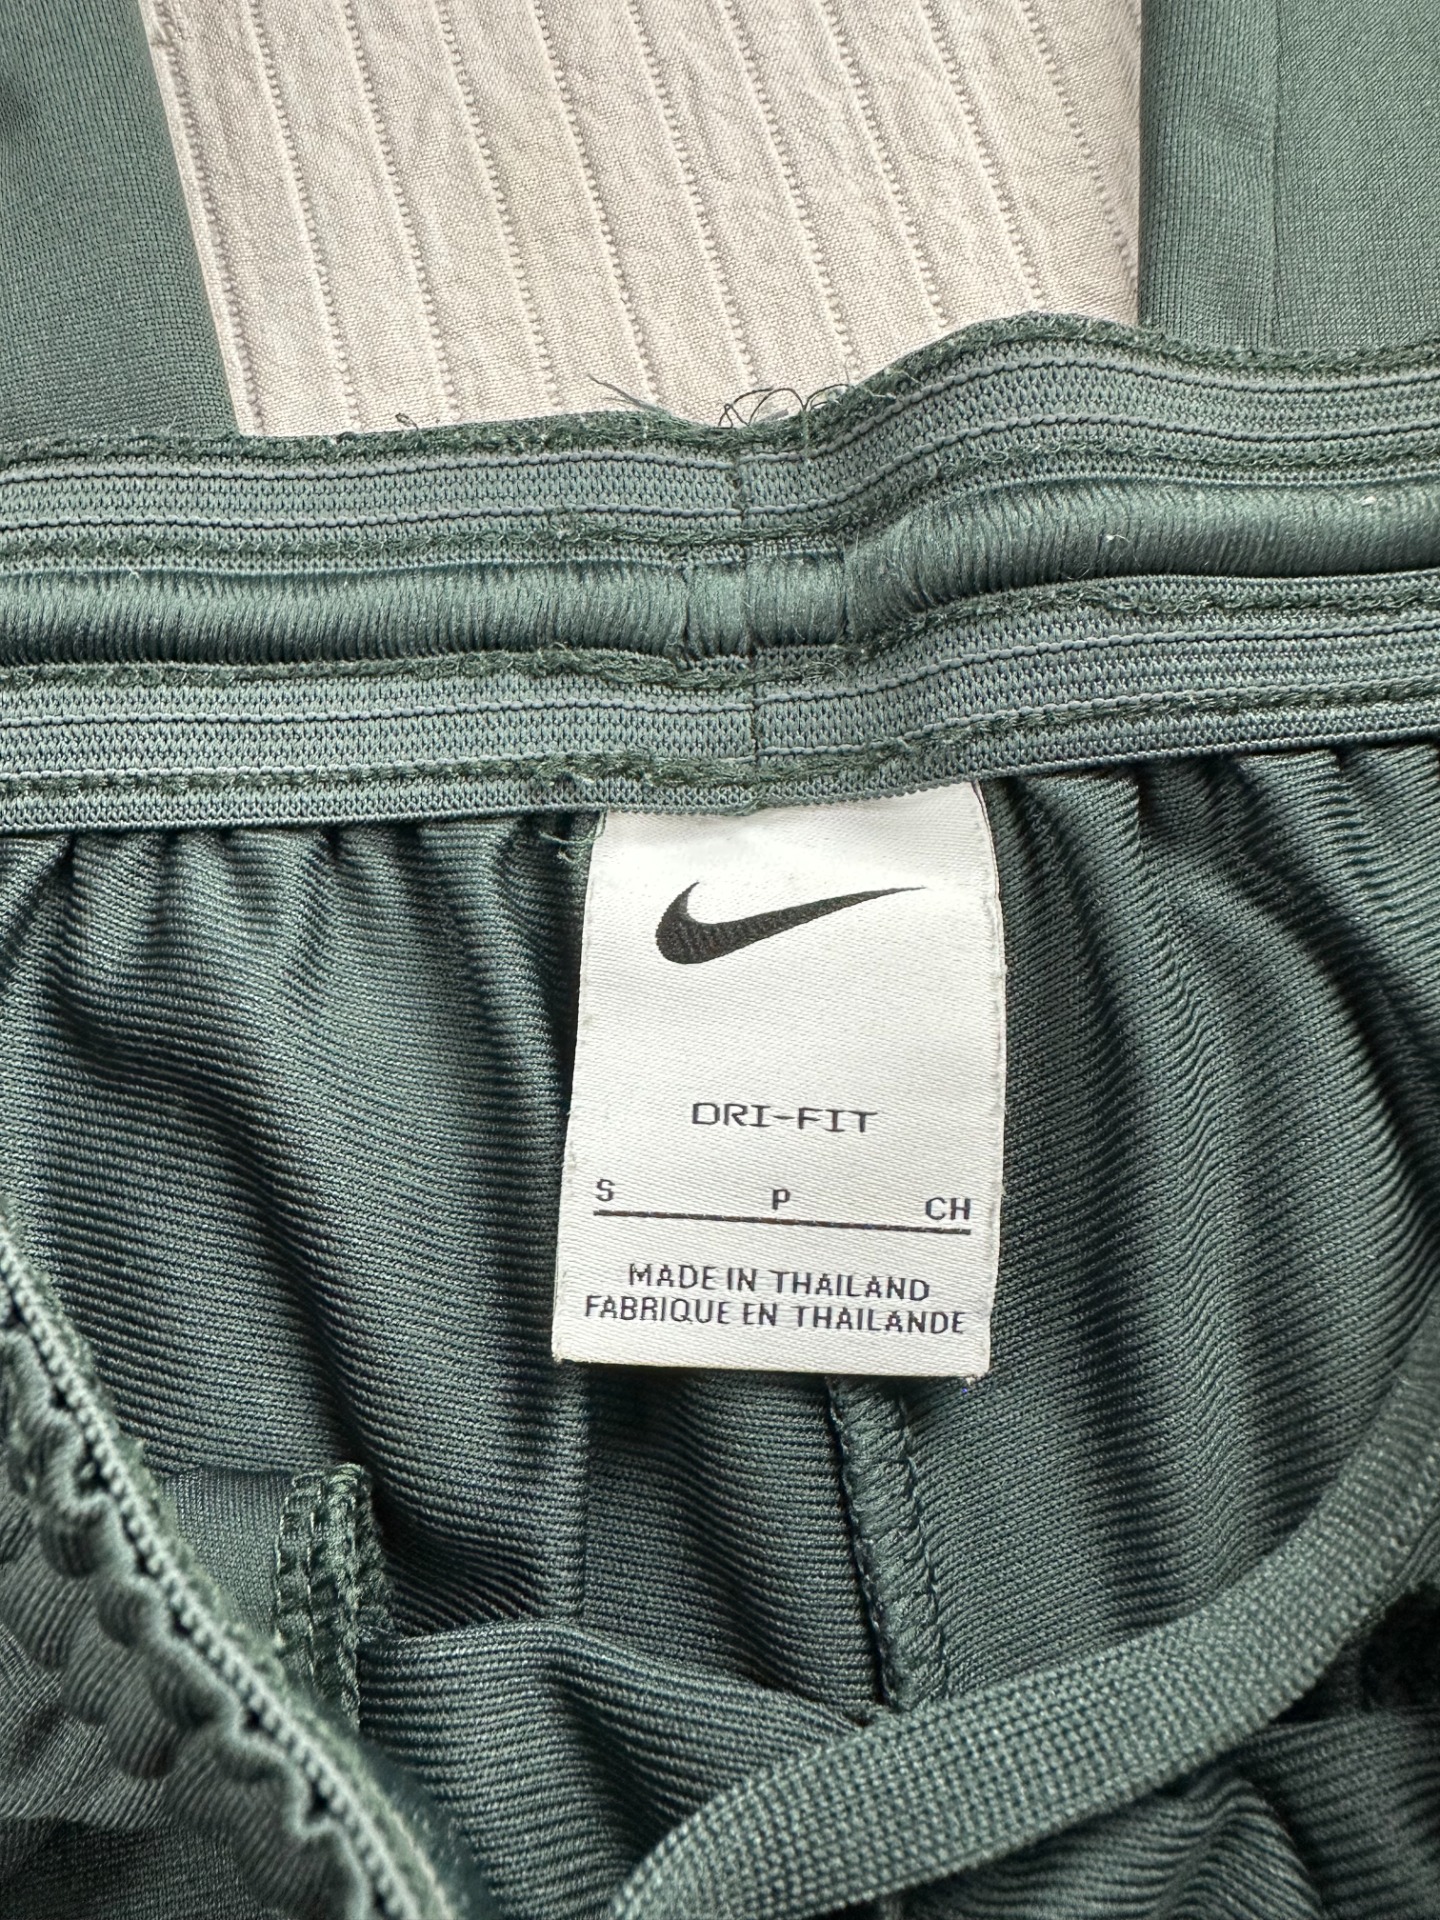 DRI-FIT
S P CH
MADE IN THAILAND
FABRIQUE EN THAILANDE